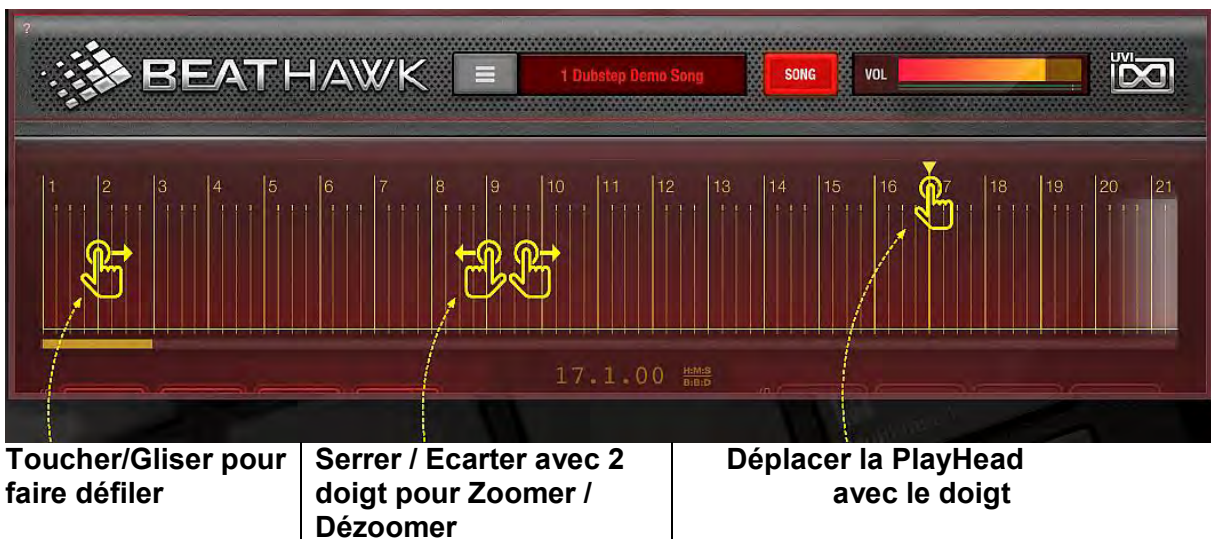 ?
BEATHAWK
1 Dubstep Demo Song
SONG
VOL
UVI
1 2 3 4 5 6 7 8 9 10 11 12 13 14 15 16 17 18 19 20 21
17.1.00
H:M:S
B:B:D
Toucher/Gliser pour
faire défiler
Serrer / Ecarter avec 2
doigt pour Zoomer /
Dézoomer
Déplacer la PlayHead
avec le doigt